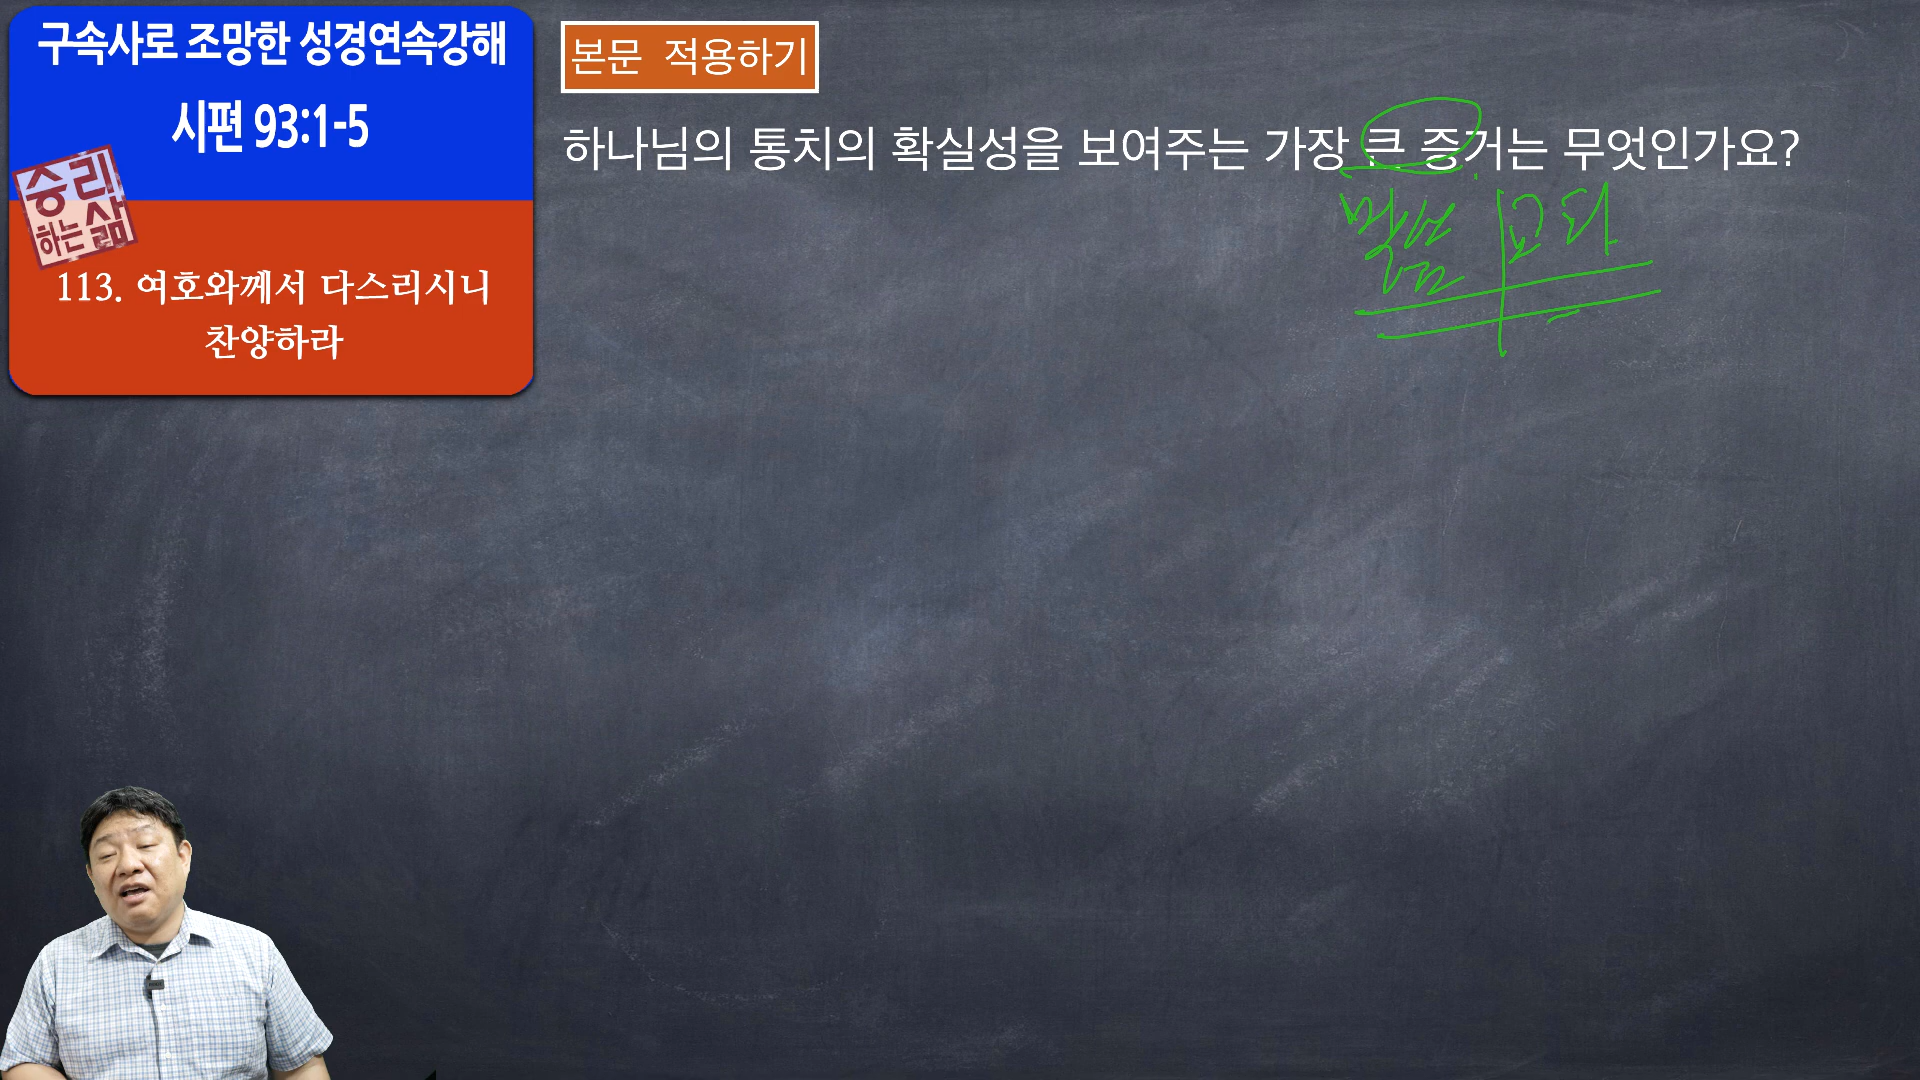 구속사로 조망한 성경연속강해
시편 93:1-5
승리
하는 삶
113. 여호와께서 다스리시니
찬양하라
본문 적용하기
하나님의 통치의 확실성을 보여주는 가장 큰 증거는 무엇인가요?
말씀 교회